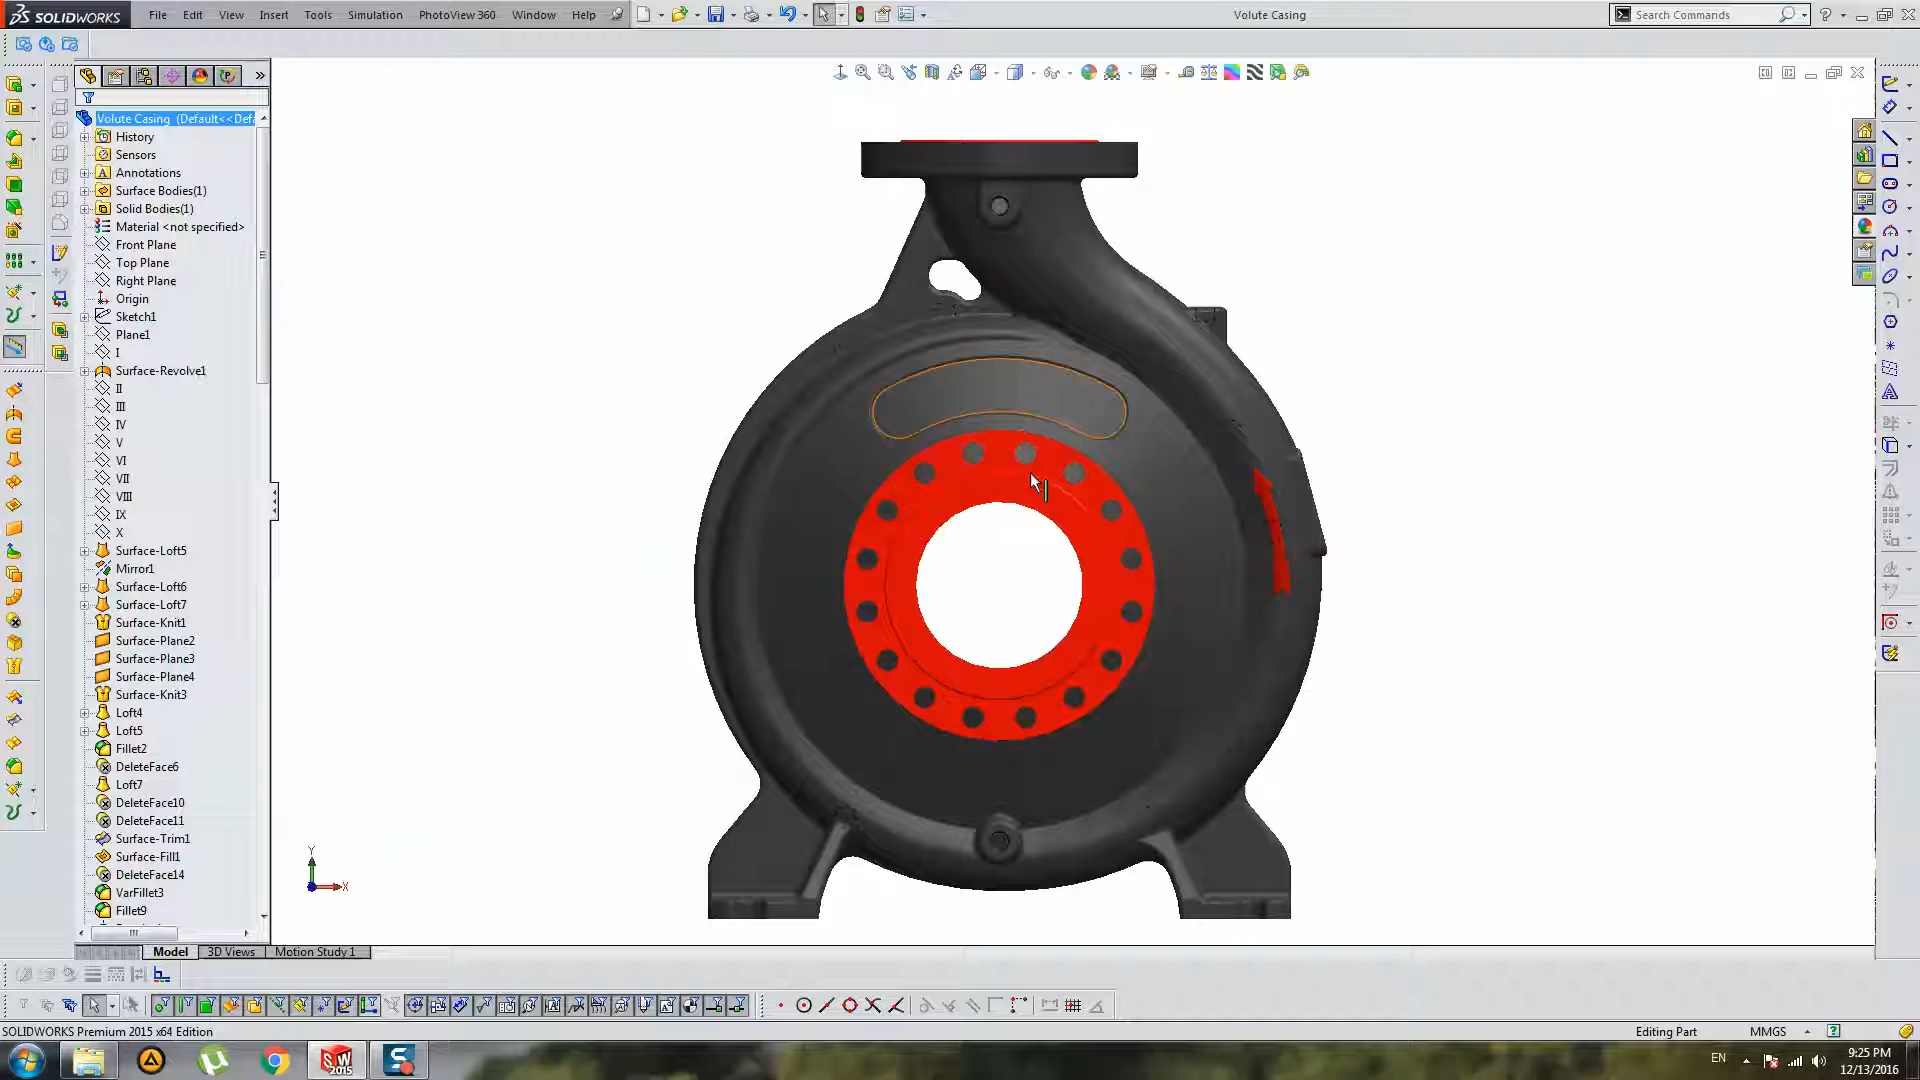 SOLIDWORKS
File Edit View Insert Tools Simulation PhotoView 360 Window Help
Volute Casing
Search Commands
Volute Casing (Default<<Defa
History
Sensors
Annotations
Surface Bodies(1)
Solid Bodies(1)
Material <not specified>
Front Plane
Top Plane
Right Plane
Origin
Sketch1
Plane1
I
Surface-Revolve1
II
III
IV
V
VI
VII
VIII
IX
X
Surface-Loft5
Mirror1
Surface-Loft6
Surface-Loft7
Surface-Knit1
Surface-Plane2
Surface-Plane3
Surface-Plane4
Surface-Knit3
Loft4
Loft5
Fillet2
DeleteFace6
Loft7
DeleteFace10
DeleteFace11
Surface-Trim1
Surface-Fill1
DeleteFace14
VarFillet3
Fillet9
Y
X
Model 3D Views Motion Study 1
SOLIDWORKS Premium 2015 x64 Edition
Editing Part
MMGS
SW
2015
EN
9:25 PM
12/13/2016